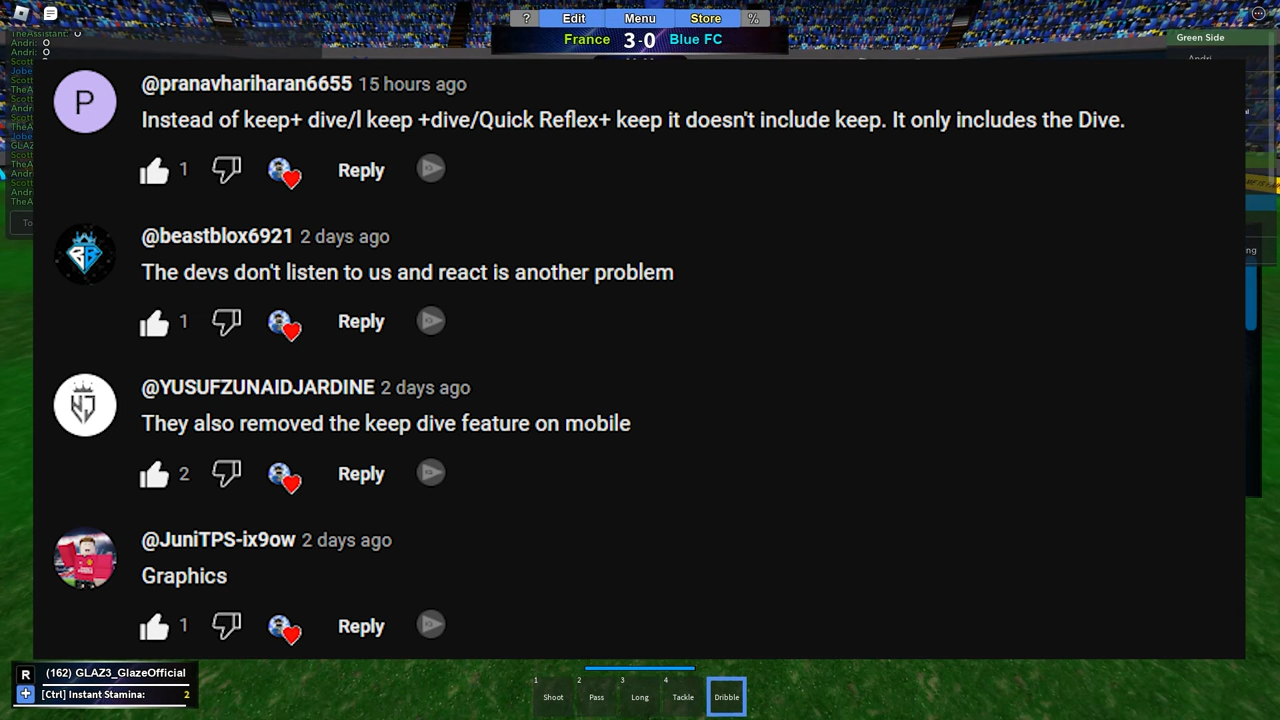 ? Edit Menu Store %
France 3-0 Blue FC
TheAssistant: O
Andri: O
Andri: O
Green Side
Andri
@pranavhariharan6655 15 hours ago
Instead of keep+ dive/l keep +dive/Quick Reflex+ keep it doesn't include keep. It only includes the Dive.
1 Reply
@beastblox6921 2 days ago
The devs don't listen to us and react is another problem
1 Reply
@YUSUFZUNAIDJARDINE 2 days ago
They also removed the keep dive feature on mobile
2 Reply
@JuniTPS-ix9ow 2 days ago
Graphics
1 Reply
R (162) GLAZ3_GlazeOfficial
[Ctrl] Instant Stamina: 2
1 Shoot 2 Pass 3 Long 4 Tackle Dribble